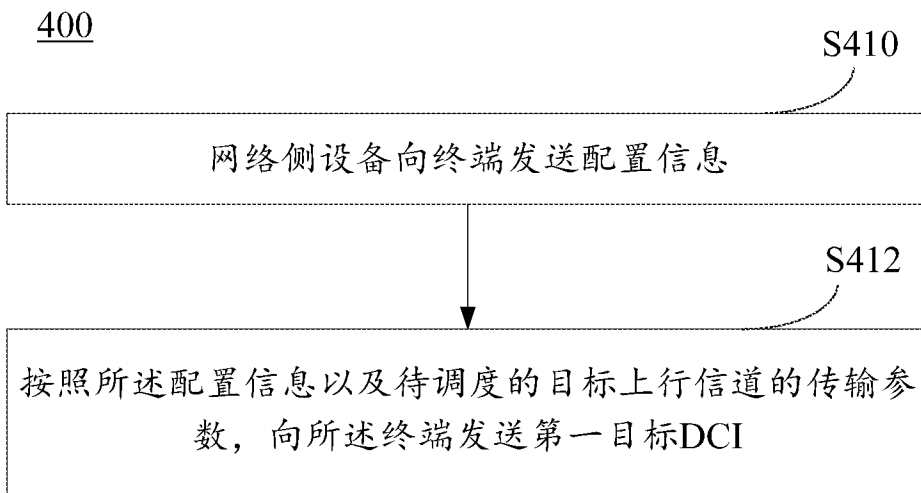 400
S410
网络侧设备向终端发送配置信息
S412
按照所述配置信息以及待调度的目标上行信道的传输参
数，向所述终端发送第一目标DCI